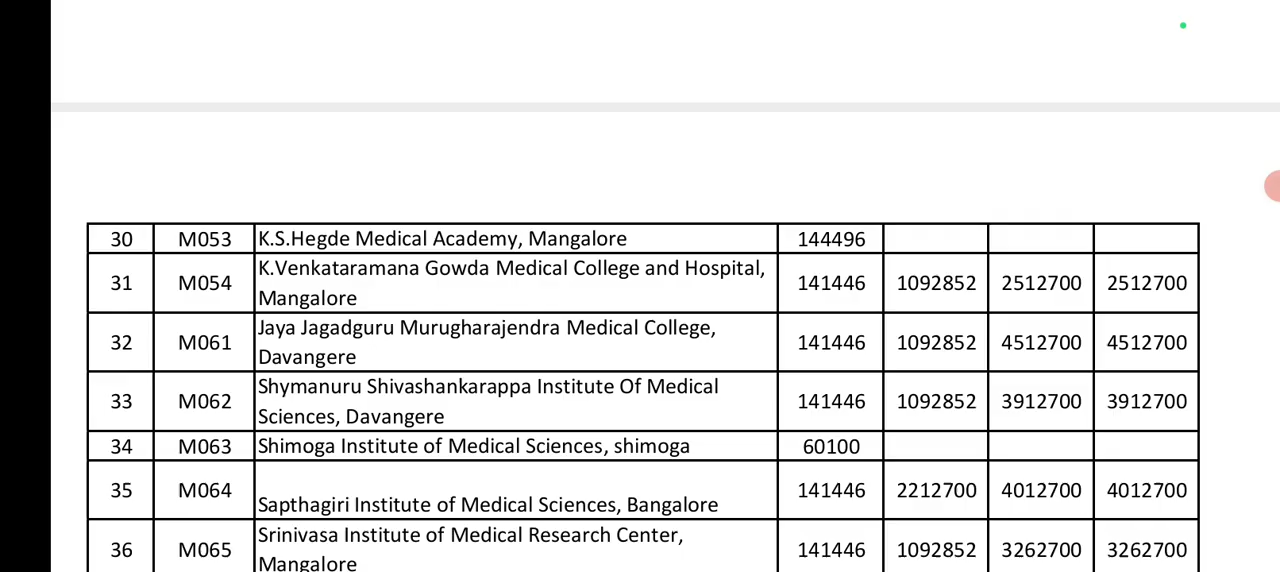 30 M053 K.S.Hegde Medical Academy, Mangalore 144496
31 M054 K.Venkataramana Gowda Medical College and Hospital, Mangalore 141446 1092852 2512700 2512700
32 M061 Jaya Jagadguru Murugharajendra Medical College, Davangere 141446 1092852 4512700 4512700
33 M062 Shymanuru Shivashankarappa Institute Of Medical Sciences, Davangere 141446 1092852 3912700 3912700
34 M063 Shimoga Institute of Medical Sciences, shimoga 60100
35 M064 Sapthagiri Institute of Medical Sciences, Bangalore 141446 2212700 4012700 4012700
36 M065 Srinivasa Institute of Medical Research Center, Mangalore 141446 1092852 3262700 3262700